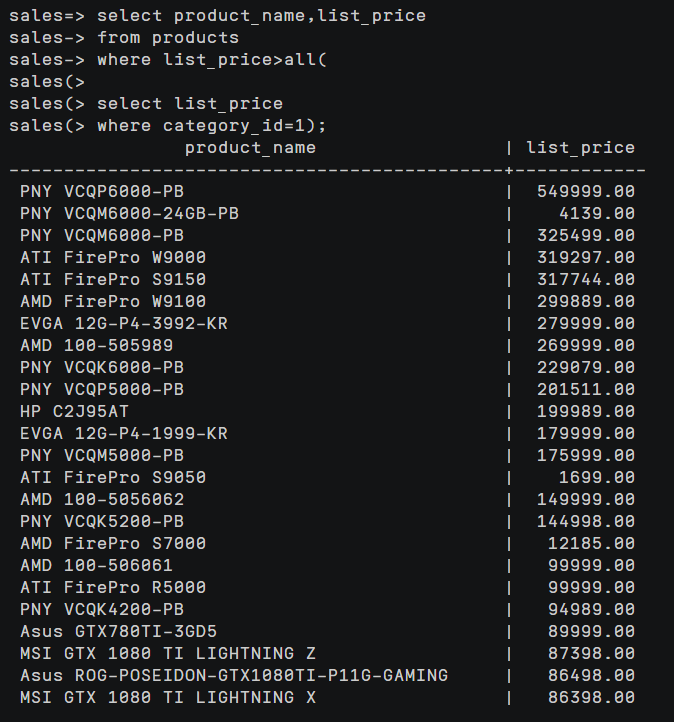 sales=> select product_name,list_price
sales-> from products
sales-> where list_price>all(
sales(>
sales(> select list_price
sales(> where category_id=1);
product_name | list_price
---------------------------------------------+------------
PNY VCQP6000-PB | 549999.00
PNY VCQM6000-24GB-PB | 4139.00
PNY VCQM6000-PB | 325499.00
ATI FirePro W9000 | 319297.00
ATI FirePro S9150 | 317744.00
AMD FirePro W9100 | 299889.00
EVGA 12G-P4-3992-KR | 279999.00
AMD 100-505989 | 269999.00
PNY VCQK6000-PB | 229079.00
PNY VCQP5000-PB | 201511.00
HP C2J95AT | 199989.00
EVGA 12G-P4-1999-KR | 179999.00
PNY VCQM5000-PB | 175999.00
ATI FirePro S9050 | 1699.00
AMD 100-5056062 | 149999.00
PNY VCQK5200-PB | 144998.00
AMD FirePro S7000 | 12185.00
AMD 100-506061 | 99999.00
ATI FirePro R5000 | 99999.00
PNY VCQK4200-PB | 94989.00
Asus GTX780TI-3GD5 | 89999.00
MSI GTX 1080 TI LIGHTNING Z | 87398.00
Asus ROG-POSEIDON-GTX1080TI-P11G-GAMING | 86498.00
MSI GTX 1080 TI LIGHTNING X | 86398.00